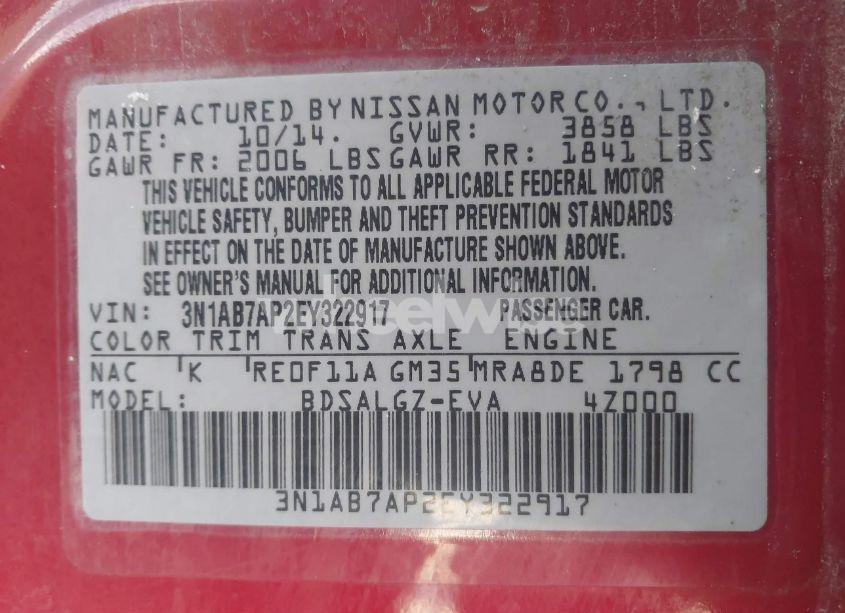 MANUFACTURED BY NISSAN MOTOR CO., LTD.
DATE: 10/14. GVWR: 3858 LBS
GAWR FR: 2006 LBS GAWR RR: 1841 LBS
THIS VEHICLE CONFORMS TO ALL APPLICABLE FEDERAL MOTOR
VEHICLE SAFETY, BUMPER AND THEFT PREVENTION STANDARDS
IN EFFECT ON THE DATE OF MANUFACTURE SHOWN ABOVE.
SEE OWNER'S MANUAL FOR ADDITIONAL INFORMATION.
VIN: 3N1AB7AP2EY322917 PASSENGER CAR.
COLOR TRIM TRANS AXLE ENGINE
NAC K RE0F11A GM35 MRA8DE 1798 CC
MODEL: BDSALGZ-EVA 4Z000
3N1AB7AP2EY322917